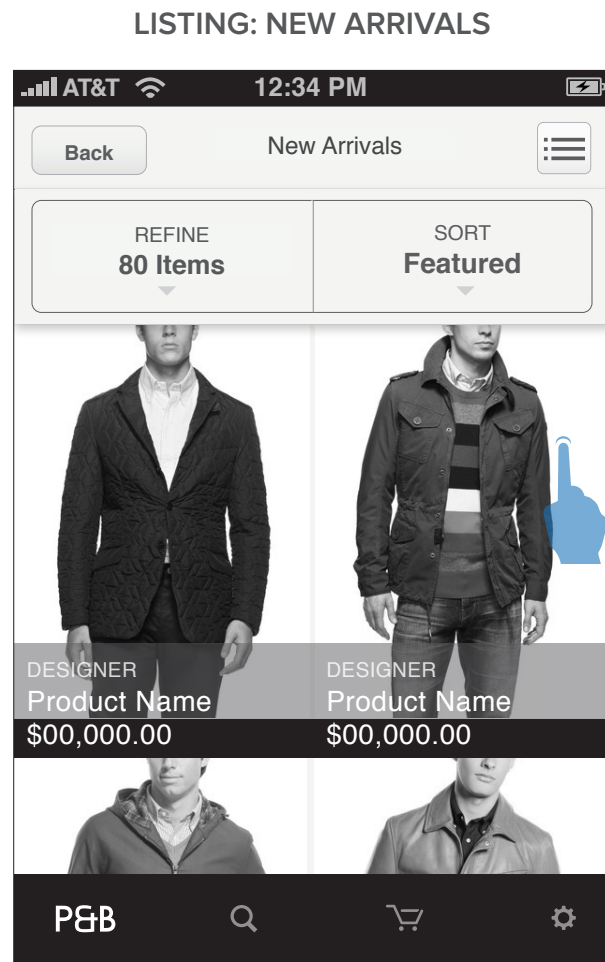 LISTING: NEW ARRIVALS
AT&T 12:34 PM
Back New Arrivals
REFINE SORT
80 Items Featured
DESIGNER DESIGNER
Product Name Product Name
$00,000.00 $00,000.00
P&B